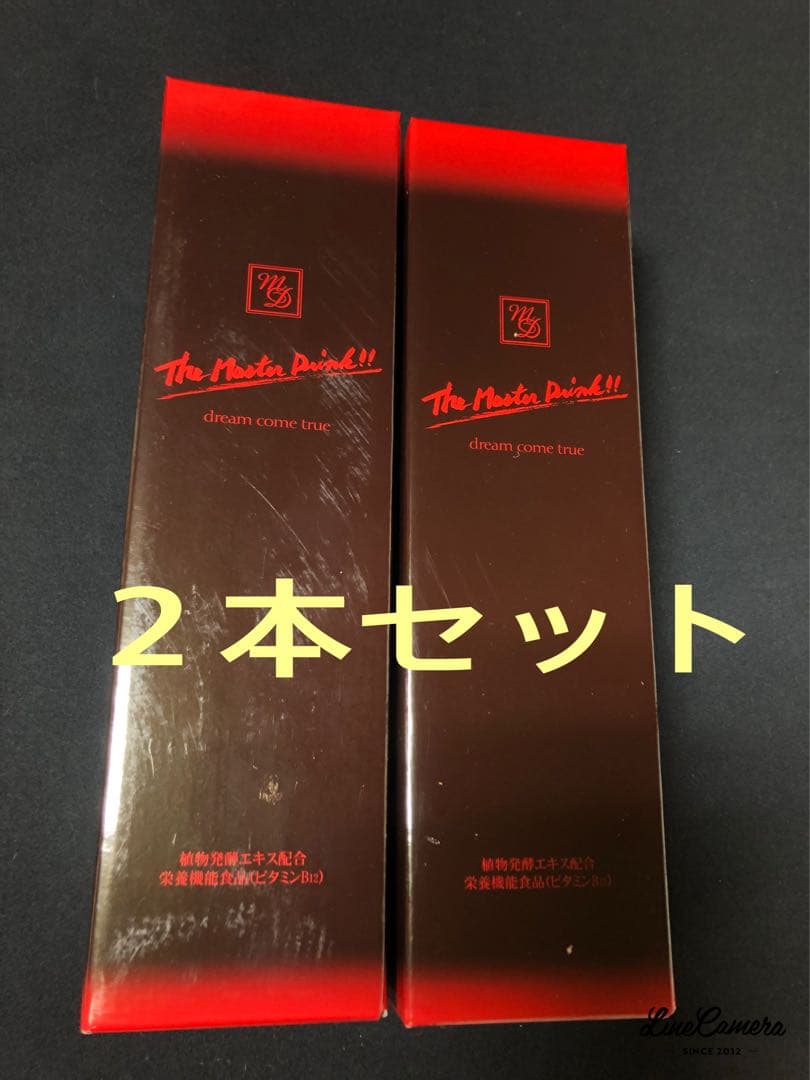 MD
The Master Drink!!
dream come true
植物発酵エキス配合
栄養機能食品(ビタミンB12)
MD
The Master Drink!!
dream come true
植物発酵エキス配合
栄養機能食品(ビタミンB12)
2本セット
LineCamera
SINCE 2012